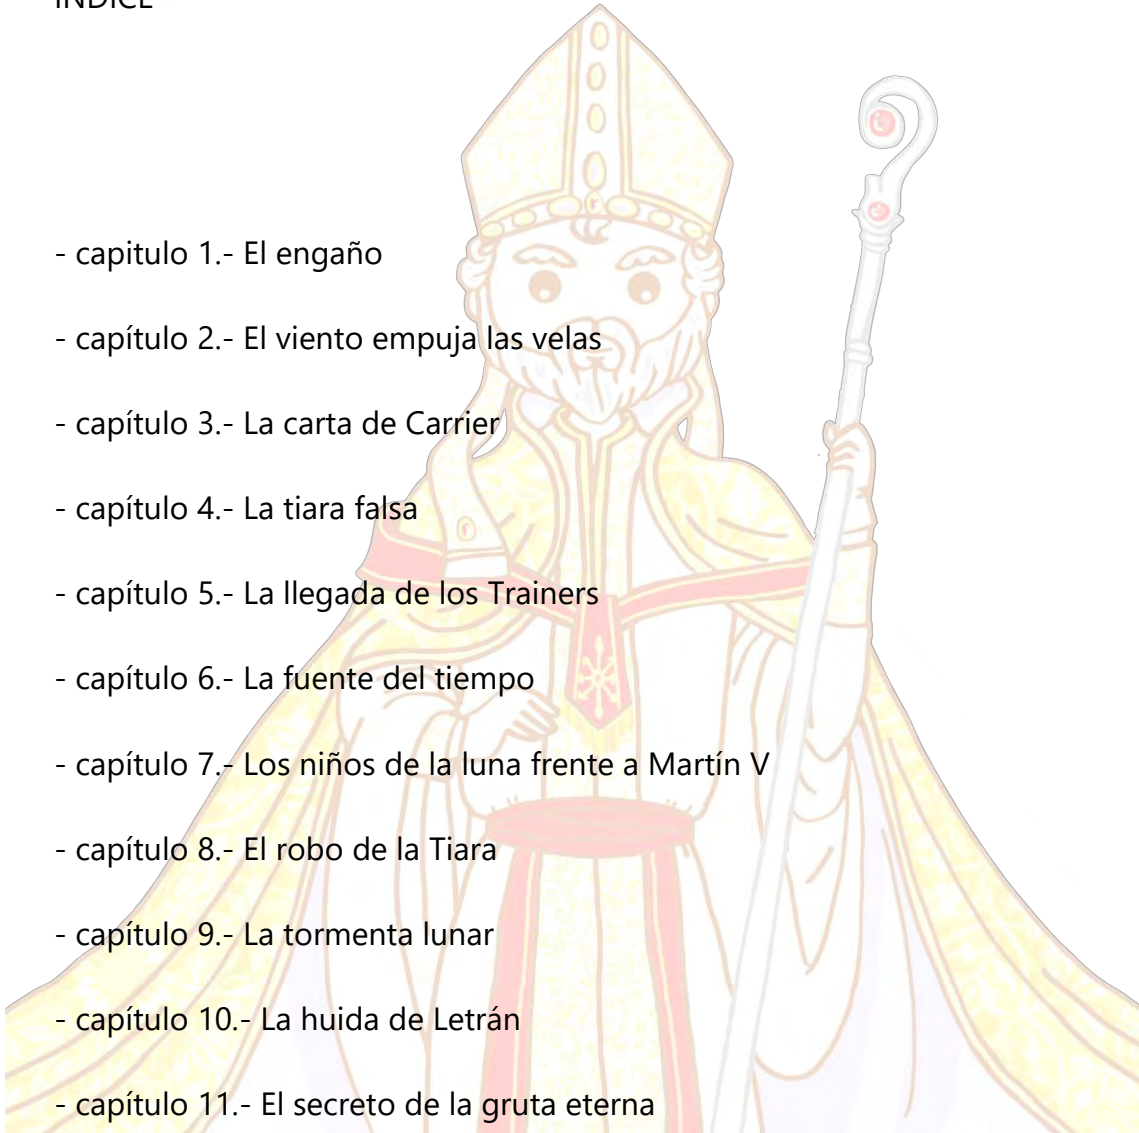 ÍNDICE
- capitulo 1.- El engaño
- capítulo 2.- El viento empuja las velas
- capítulo 3.- La carta de Carrier
- capítulo 4.- La tiara falsa
- capítulo 5.- La llegada de los Trainers
- capítulo 6.- La fuente del tiempo
- capítulo 7.- Los niños de la luna frente a Martín V
- capítulo 8.- El robo de la Tiara
- capítulo 9.- La tormenta lunar
- capítulo 10.- La huida de Letrán
- capítulo 11.- El secreto de la gruta eterna